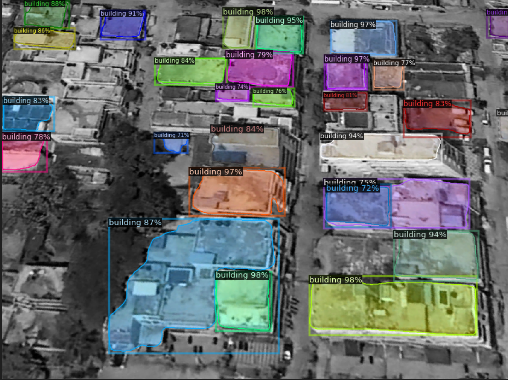 building 88%
building 91%
building 86%
building 98%
building 95%
building 97%
building 84%
building 79%
building 97%
building 77%
building 74%
building 76%
building 81%
building 83%
building 83%
building 71%
building 84%
building 94%
building 78%
building 97%
building 75%
building 72%
building 87%
building 94%
building 98%
building 98%